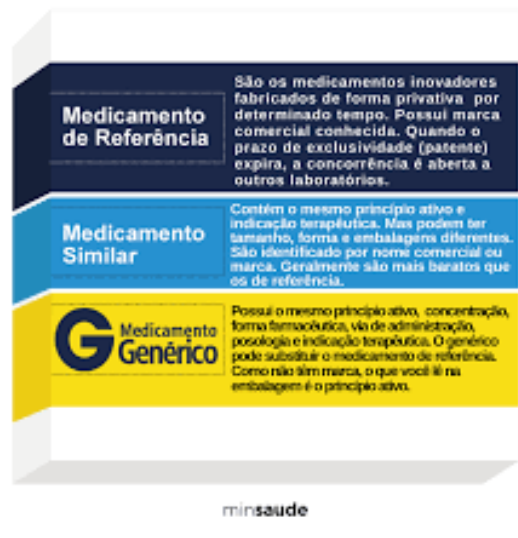 Medicamento
de Referência
São os medicamentos inovadores
fabricados de forma privativa por
determinado tempo. Possui marca
comercial conhecida. Quando o
prazo de exclusividade (patente)
expira, a concorrência é aberta a
outros laboratórios.
Medicamento
Similar
Contém o mesmo princípio ativo e
indicação terapêutica. Mas podem ter
tamanho, forma e embalagens diferentes.
São identificado por nome comercial ou
marca. Geralmente são mais baratos que
os de referência.
G Medicamento
Genérico
Possui o mesmo princípio ativo, concentração,
forma farmacêutica, via de administração,
posologia e indicação terapêutica. O genérico
pode substituir o medicamento de referência.
Como não têm marca, o que você lê na
embalagem é o princípio ativo.
minsaude